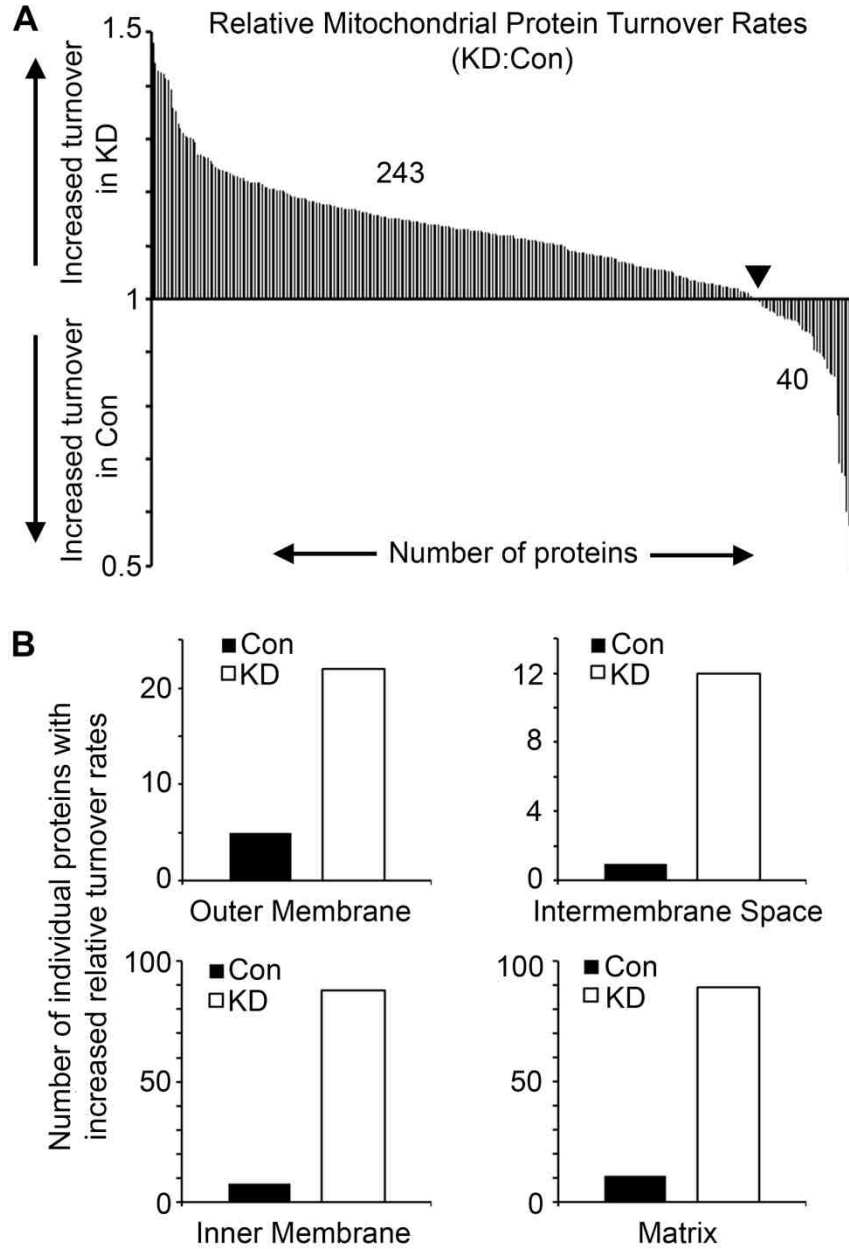 A
Relative Mitochondrial Protein Turnover Rates
(KD:Con)
1.5
1
0.5
Increased turnover
in KD
Increased turnover
in Con
243
40
Number of proteins
B
Number of individual proteins with
increased relative turnover rates
Con
KD
20
10
0
Outer Membrane
Con
KD
12
8
4
0
Intermembrane Space
Con
KD
100
50
0
Inner Membrane
Con
KD
100
50
0
Matrix